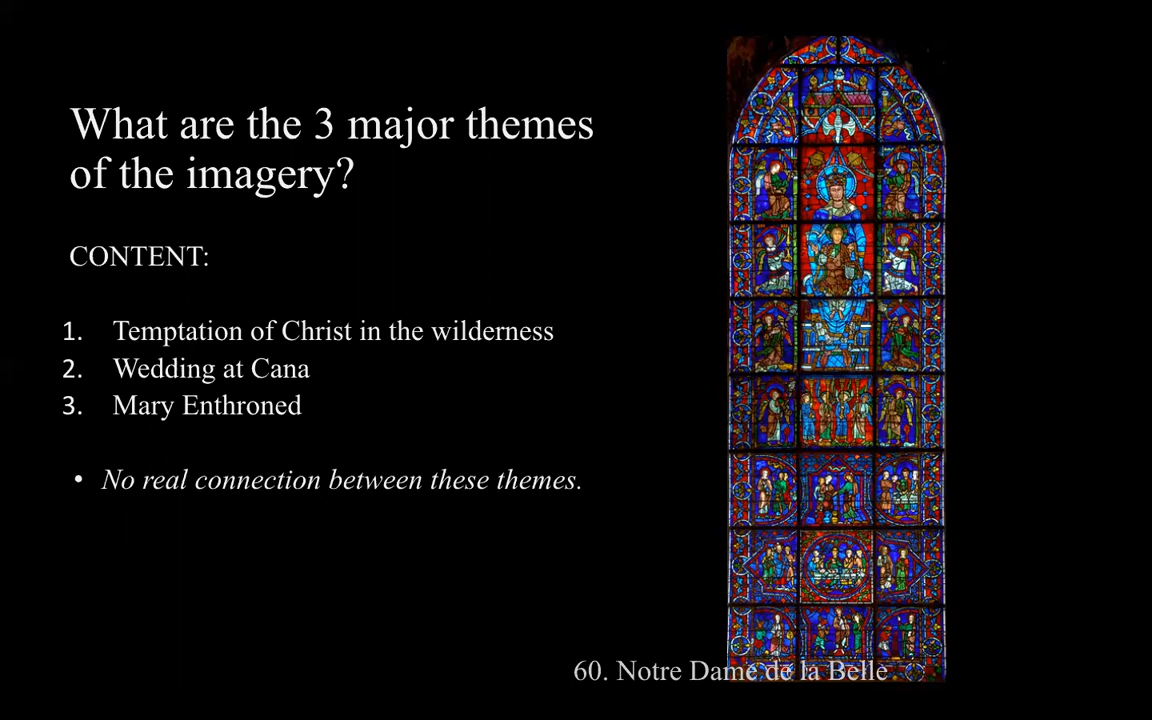 What are the 3 major themes
of the imagery?
CONTENT:
1. Temptation of Christ in the wilderness
2. Wedding at Cana
3. Mary Enthroned
• No real connection between these themes.
60. Notre Dame de la Belle